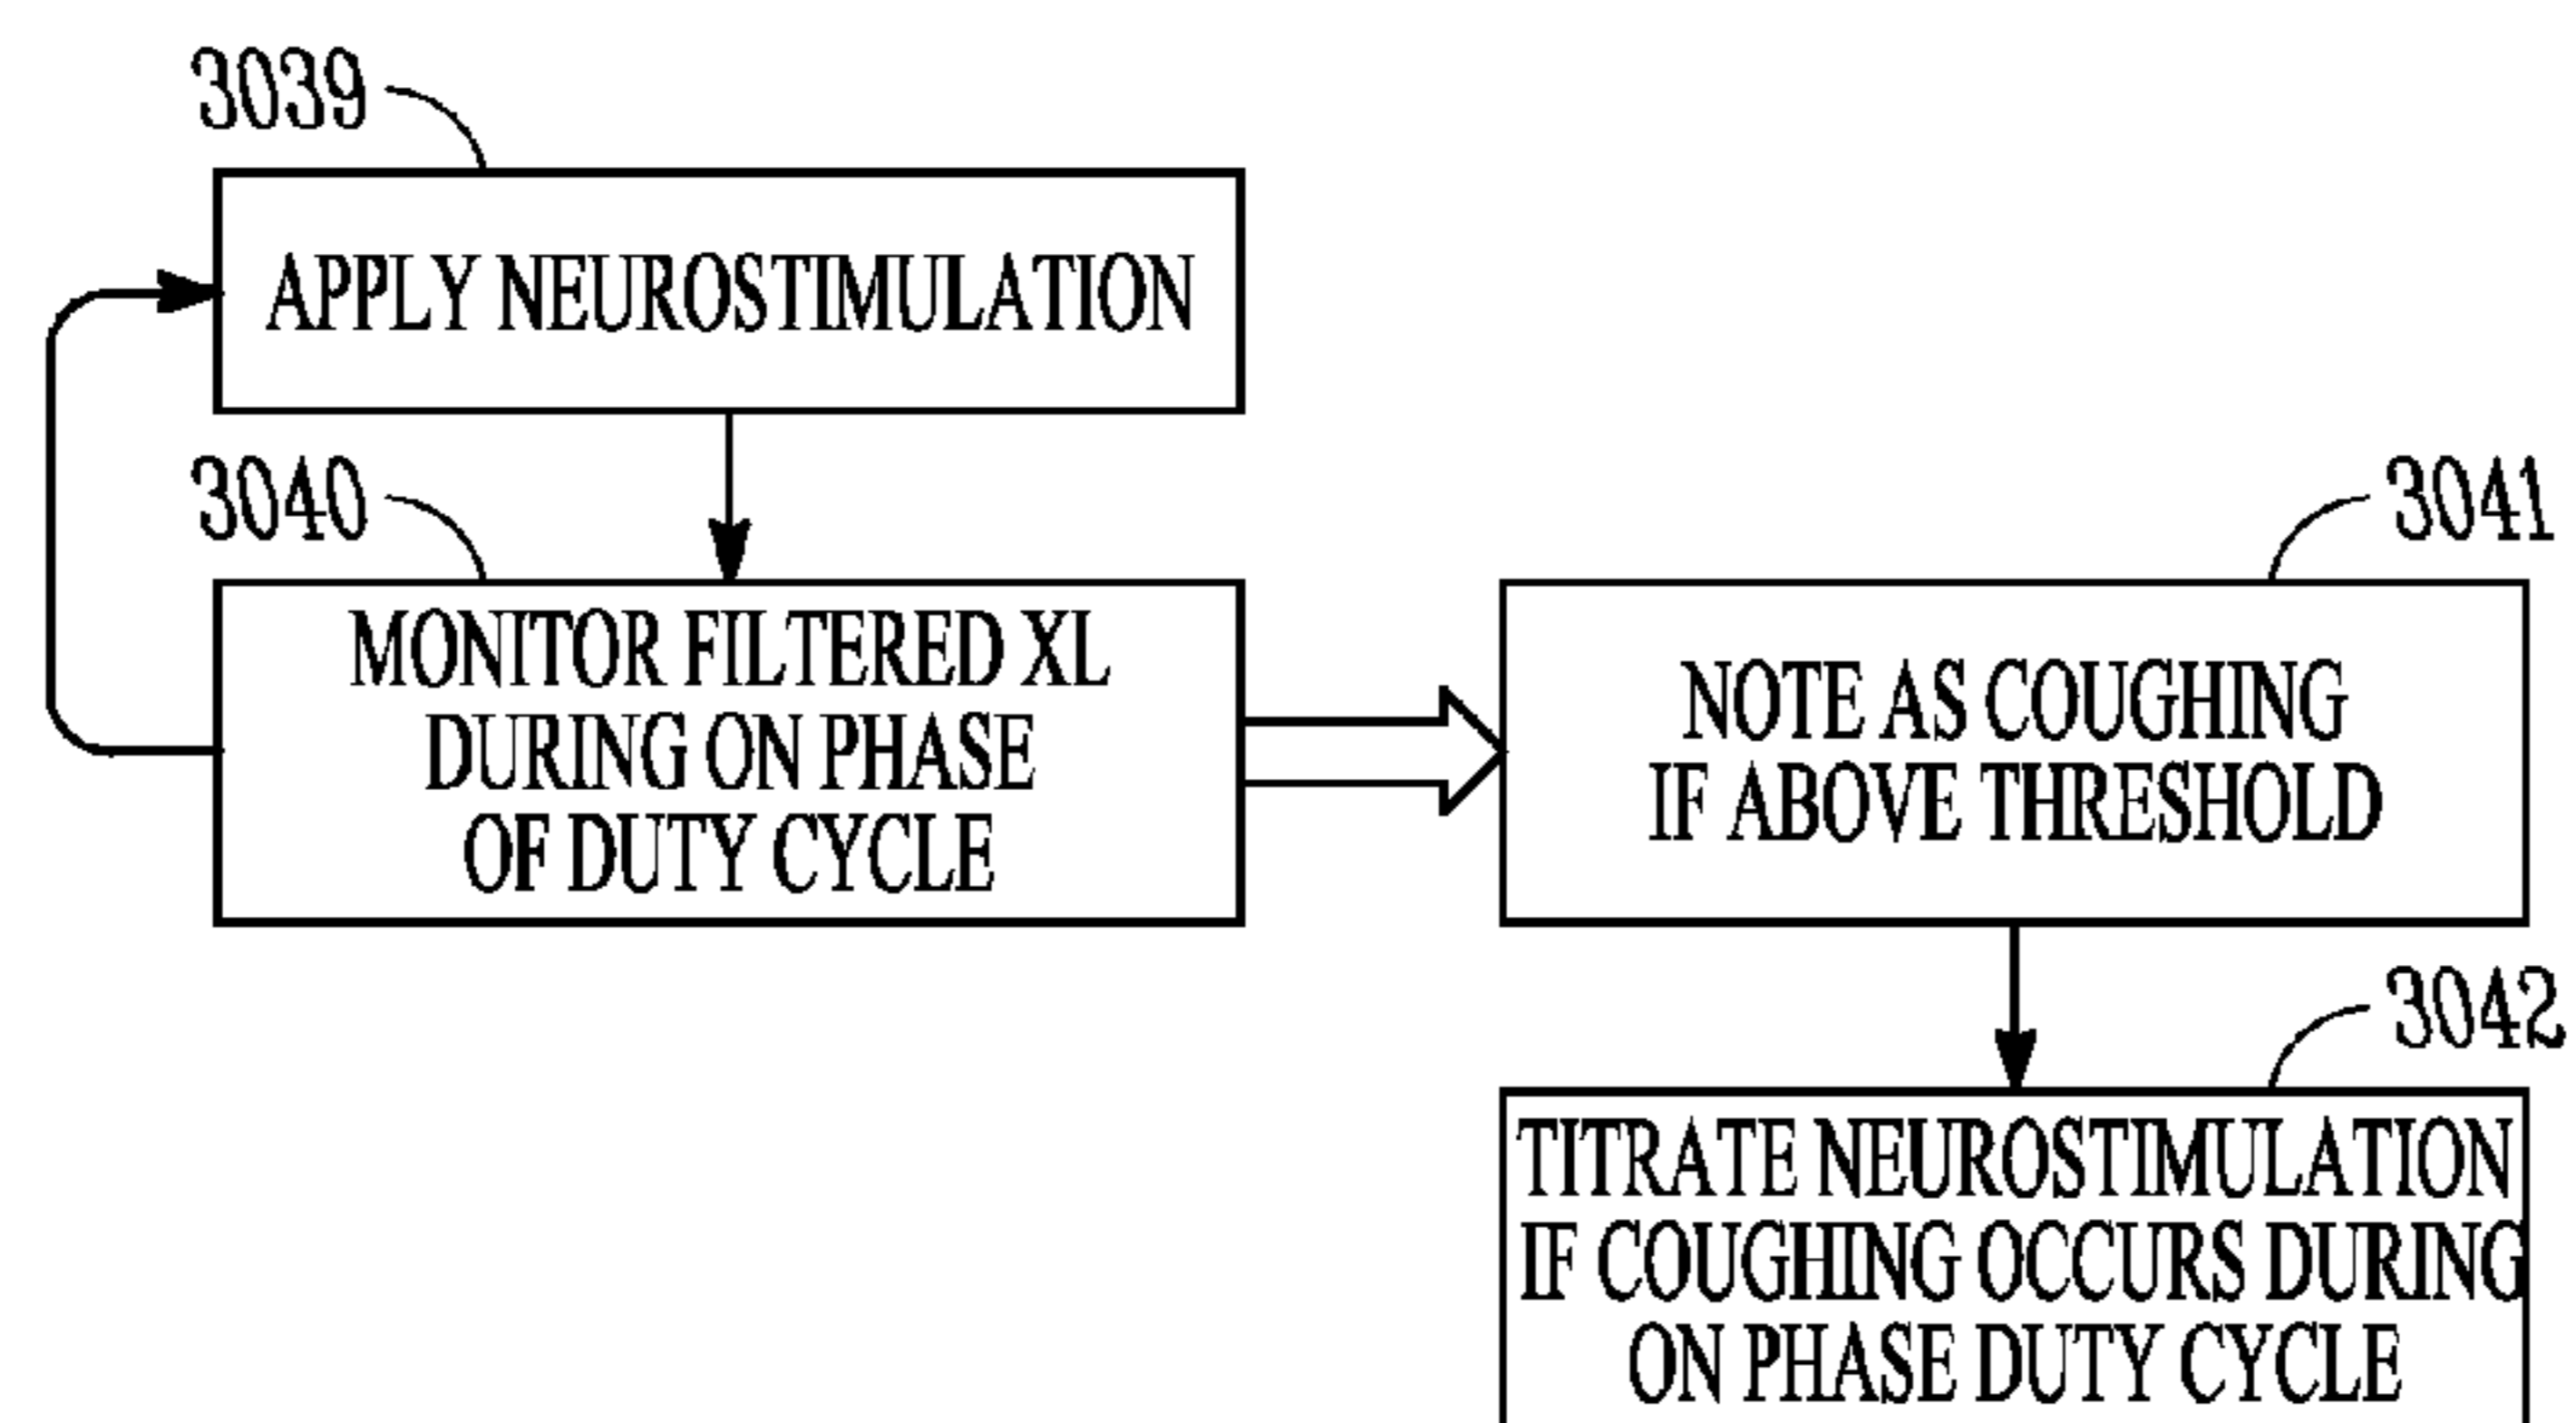 3039
APPLY NEUROSTIMULATION
3040
MONITOR FILTERED XL
DURING ON PHASE
OF DUTY CYCLE
3041
NOTE AS COUGHING
IF ABOVE THRESHOLD
3042
TITRATE NEUROSTIMULATION
IF COUGHING OCCURS DURING
ON PHASE DUTY CYCLE